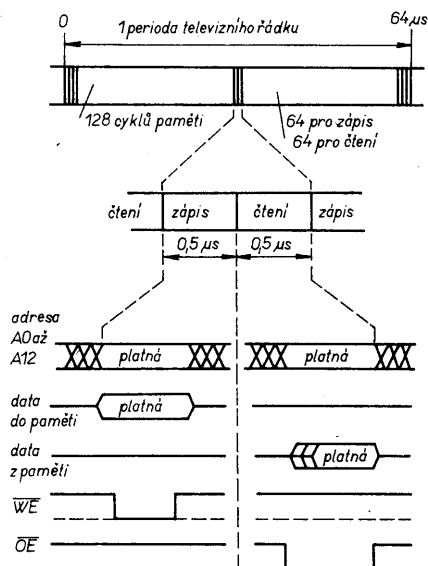 0
1 perioda televizního řádku
64 µs
128 cyklů paměti
64 pro zápis
64 pro čtení
čtení
zápis
čtení
zápis
0,5 µs
0,5 µs
adresa
A0 až
A12
platná
platná
data
do paměti
platná
data
z paměti
platná
WE
OE